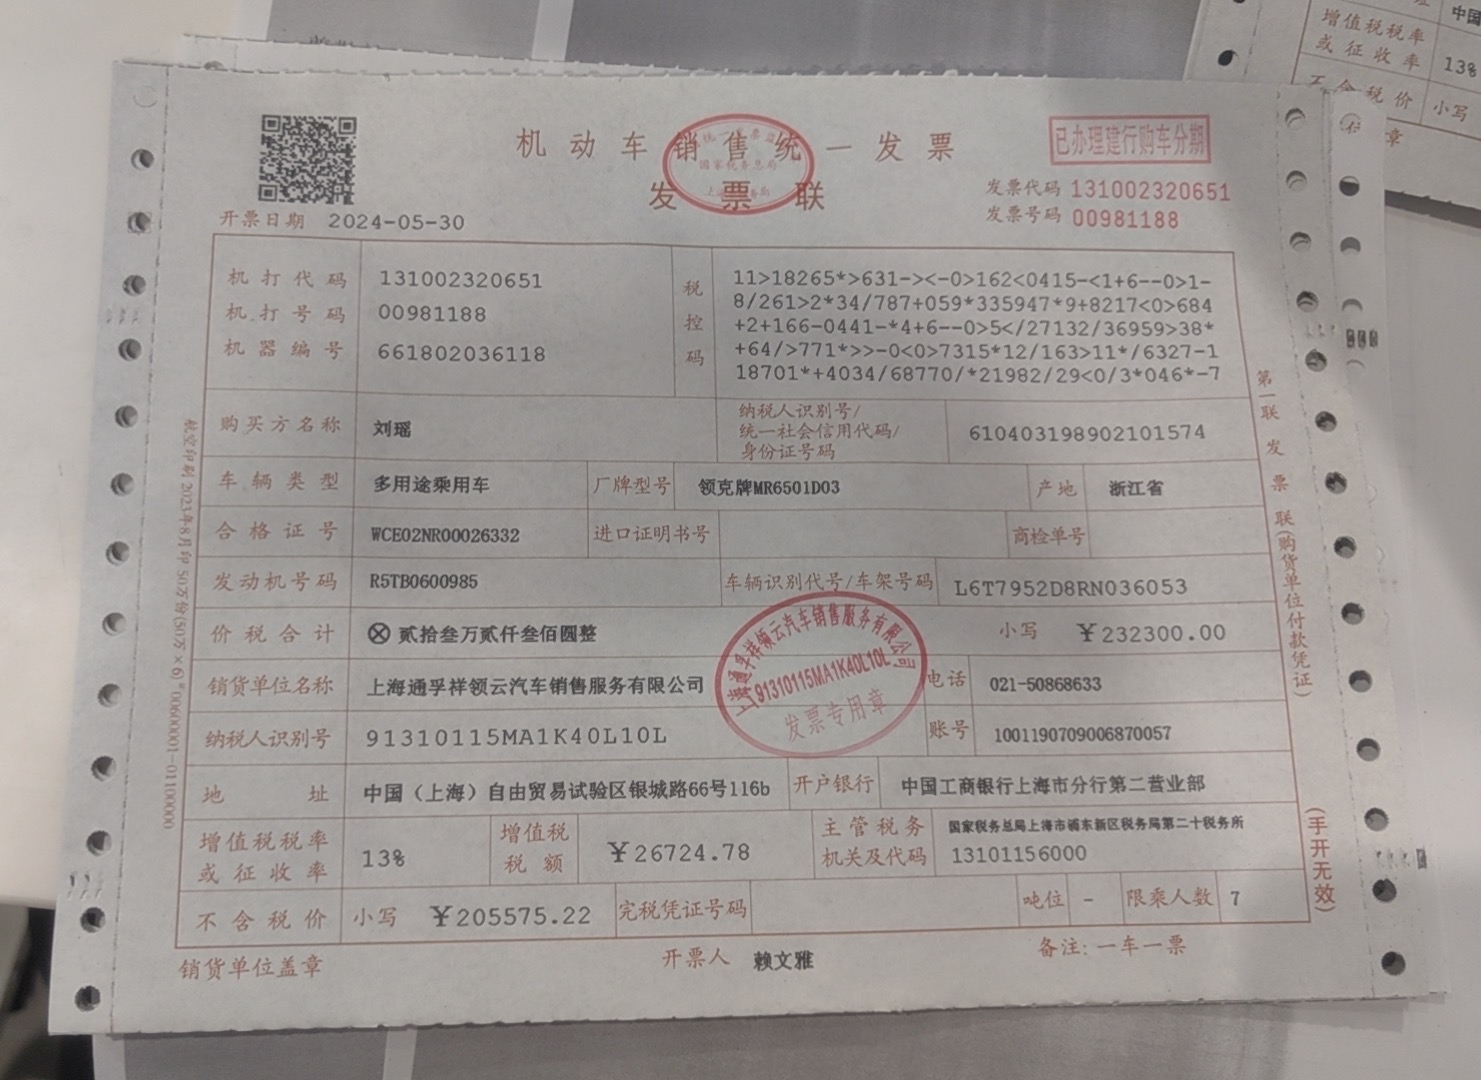 机动车销售统一发票
发票联
已办理建行购车分期
发票代码 131002320651
发票号码 00981188
开票日期 2024-05-30
机打代码 131002320651
机打号码 00981188
机器编号 661802036118
税控码
11>18265*>631-><-0>162<0415-<1+6--0>1-
8/261>2*34/787+059*335947*9+8217<0>684
+2+166-0441-*4+6--0>5</27132/36959>38*
+64/>771*>>-0<0>7315*12/163>11*/6327-1
18701*+4034/68770/*21982/29<0/3*046*-7
购买方名称 刘瑶
纳税人识别号/
统一社会信用代码/
身份证号码
610403198902101574
车辆类型 多用途乘用车 厂牌型号 领克牌MR6501D03 产地 浙江省
合格证号 WCE02NR00026332 进口证明书号 商检单号
发动机号码 R5TB0600985 车辆识别代号/车架号码 L6T7952D8RN036053
价税合计 ⊗贰拾叁万贰仟叁佰圆整 小写 ￥232300.00
销货单位名称 上海通孚祥领云汽车销售服务有限公司 电话 021-50868633
纳税人识别号 91310115MA1K40L10L 账号 1001190709006870057
地址 中国（上海）自由贸易试验区银城路66号116b 开户银行 中国工商银行上海市分行第二营业部
增值税税率
或征收率
13%
增值税
税额
￥26724.78
主管税务
机关及代码
国家税务总局上海市浦东新区税务局第二十税务所
13101156000
不含税价 小写 ￥205575.22 完税凭证号码 吨位 - 限乘人数 7
销货单位盖章 开票人 赖文雅 备注: 一车一票
第一联 发票联(购货单位付款凭证)
(手开无效)
上海通孚祥领云汽车销售服务有限公司
91310115MA1K40L10L
发票专用章
国家税务总局
增值税税率
或征收率
13%
不含税价 小写
中国